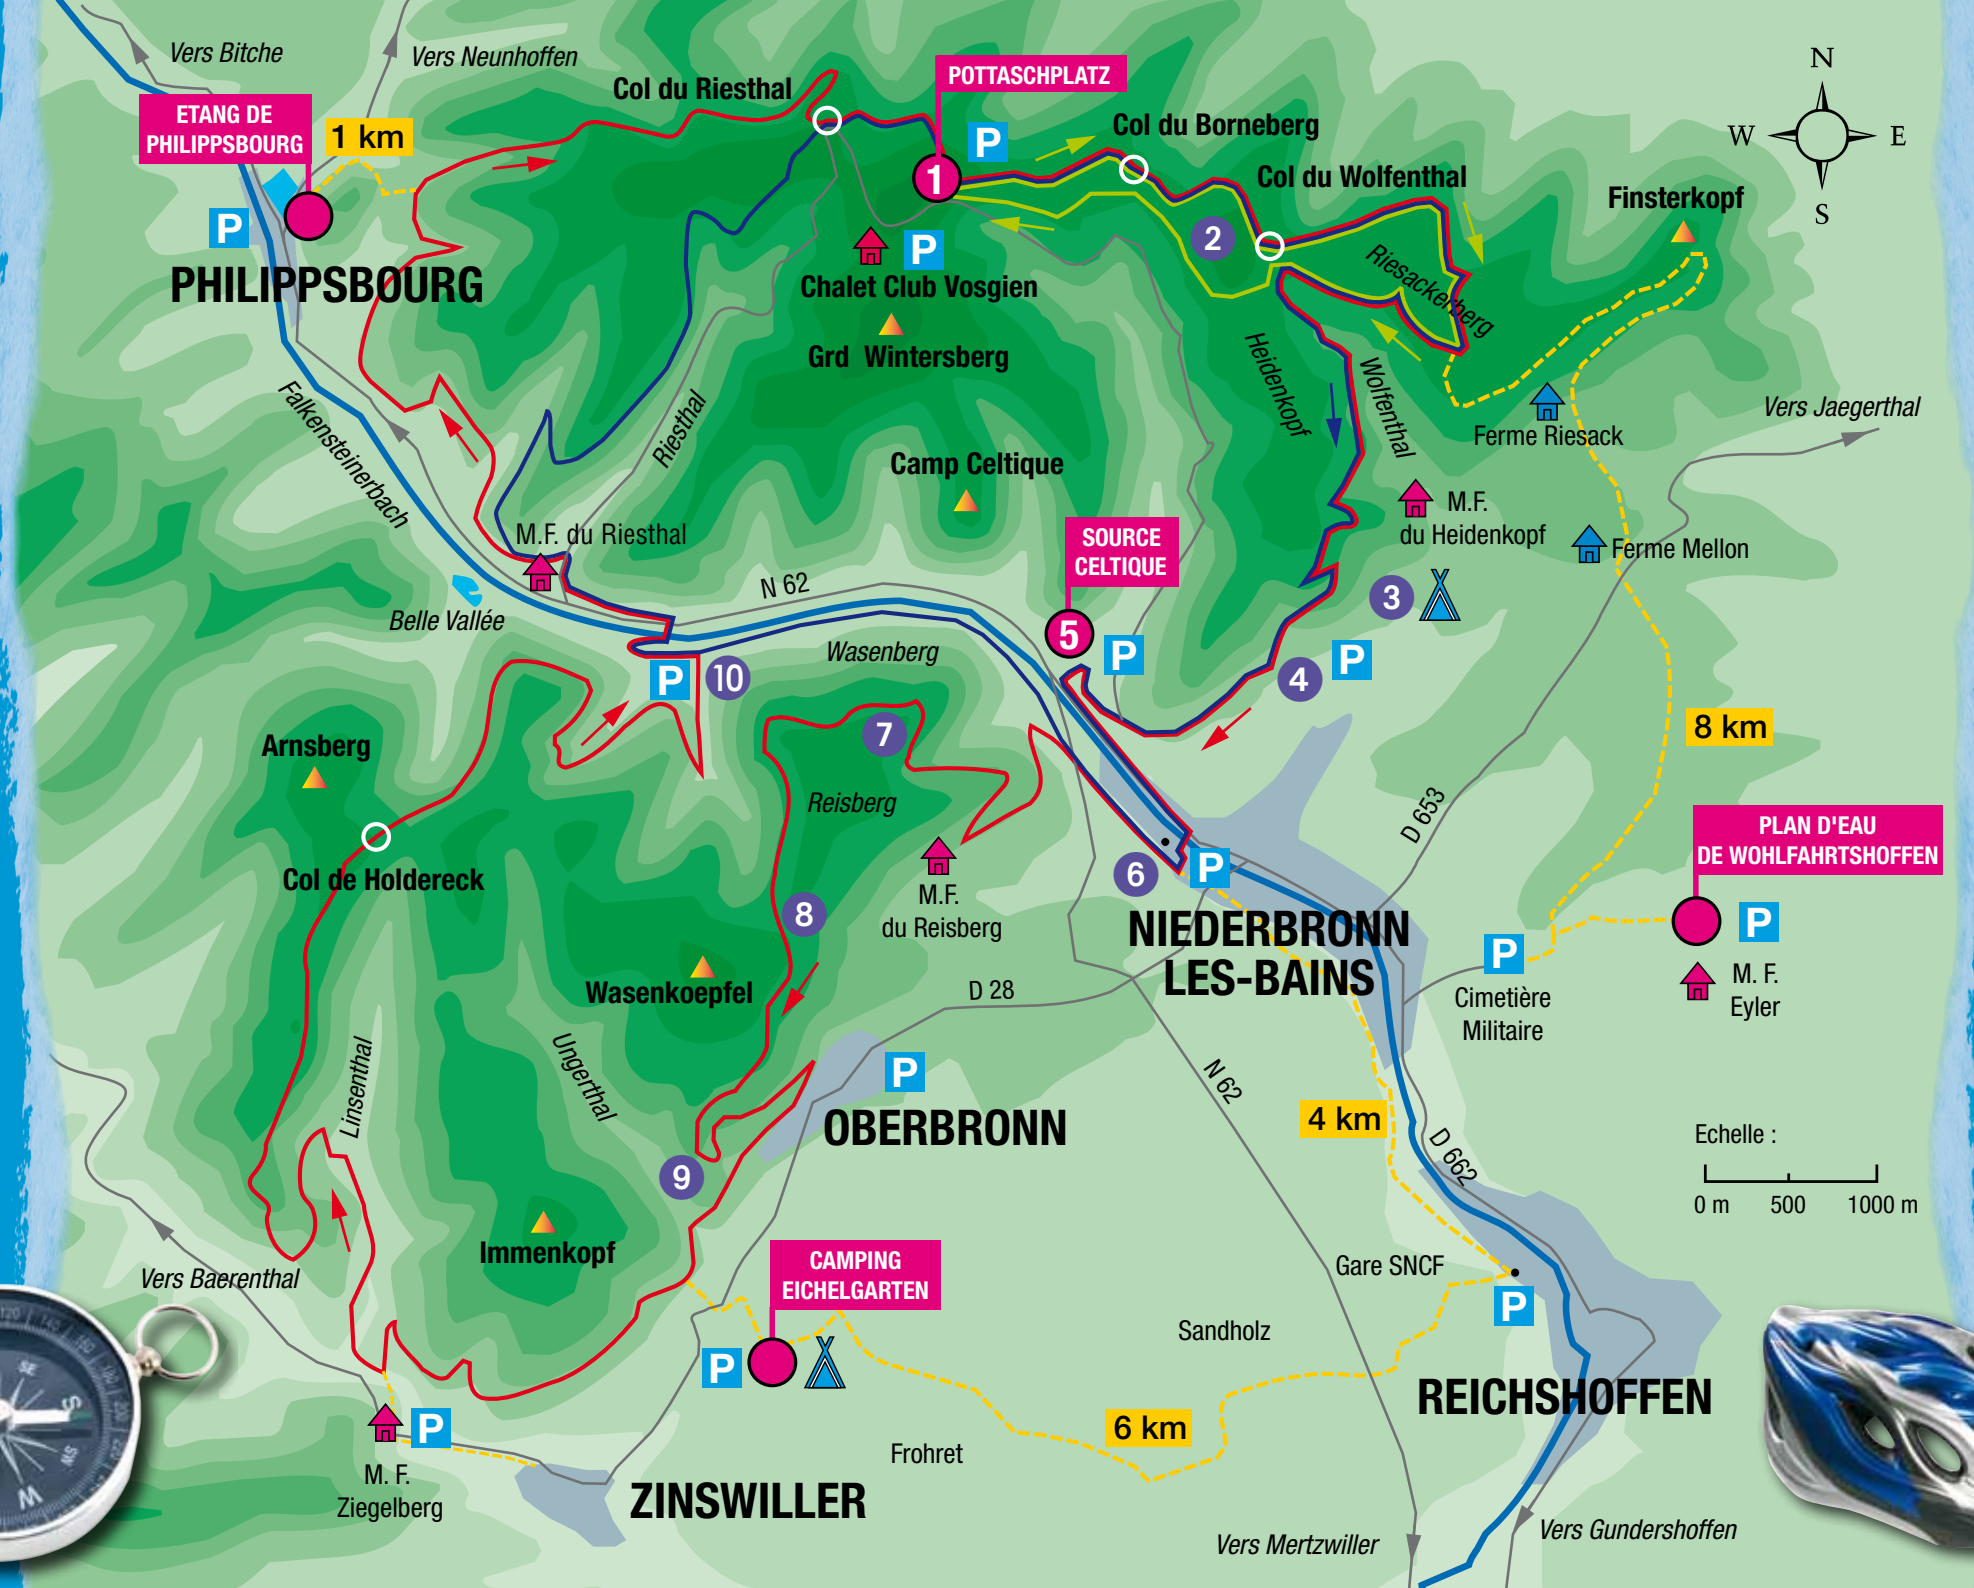 Vers Bitche
Vers Neunhoffen
ETANG DE
PHILIPPSBOURG
1 km
P
PHILIPPSBOURG
Col du Riesthal
POTTASCHPLATZ
P
1
Col du Borneberg
Col du Wolfenthal
2
Finsterkopf
N
W
E
S
P
Chalet Club Vosgien
Grd Wintersberg
Riesackerberg
Heidenkopf
Wolfenthal
Ferme Riesack
Vers Jaegerthal
Falkensteinerbach
Riesthal
Camp Celtique
M.F.
du Heidenkopf
Ferme Mellon
M.F. du Riesthal
Belle Vallée
N 62
SOURCE
CELTIQUE
5
P
3
4
P
Wasenberg
P
10
8 km
Arnsberg
7
Reisberg
D 653
Col de Holdereck
M.F.
du Reisberg
6
P
PLAN D'EAU
DE WOHLFAHRTSHOFFEN
P
M. F.
Eyler
8
NIEDERBRONN
LES-BAINS
P
Cimetière
Militaire
Wasenkoepfel
D 28
Linsenthal
Ungerthal
P
OBERBRONN
N 62
4 km
D 662
Echelle :
0 m
500
1000 m
9
Immenkopf
Vers Baerenthal
CAMPING
EICHELGARTEN
P
Gare SNCF
P
Sandholz
REICHSHOFFEN
6 km
Frohret
P
M. F.
Ziegelberg
ZINSWILLER
Vers Mertzwiller
Vers Gundershoffen
SE
S
SW
W